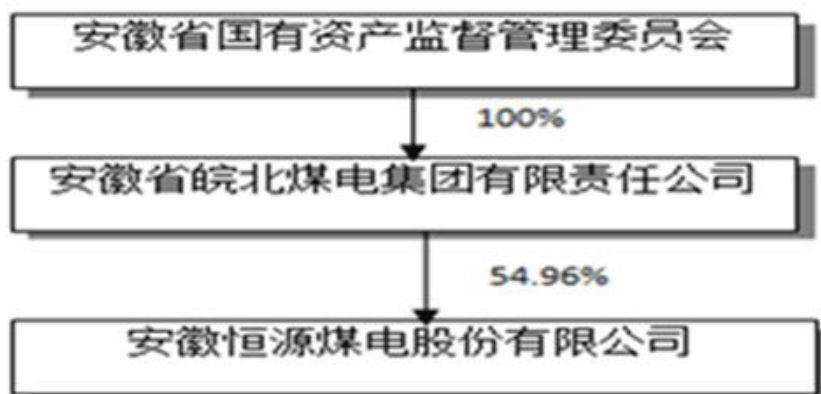 安徽省国有资产监督管理委员会
100%
安徽省皖北煤电集团有限责任公司
54.96%
安徽恒源煤电股份有限公司